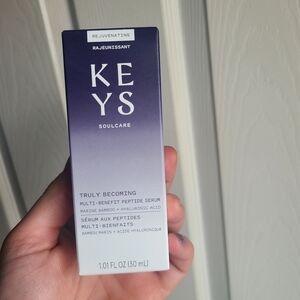 REJUVENATING
RAJEUNISSANT
KE
YS
SOULCARE
TRULY BECOMING
MULTI-BENEFIT PEPTIDE SERUM
MARINE BAMBOO + HYALURONIC ACID
SÉRUM AUX PEPTIDES
MULTI-BIENFAITS
BAMBOU MARIN + ACIDE HYALURONIQUE
1.01 FL OZ (30 mL)